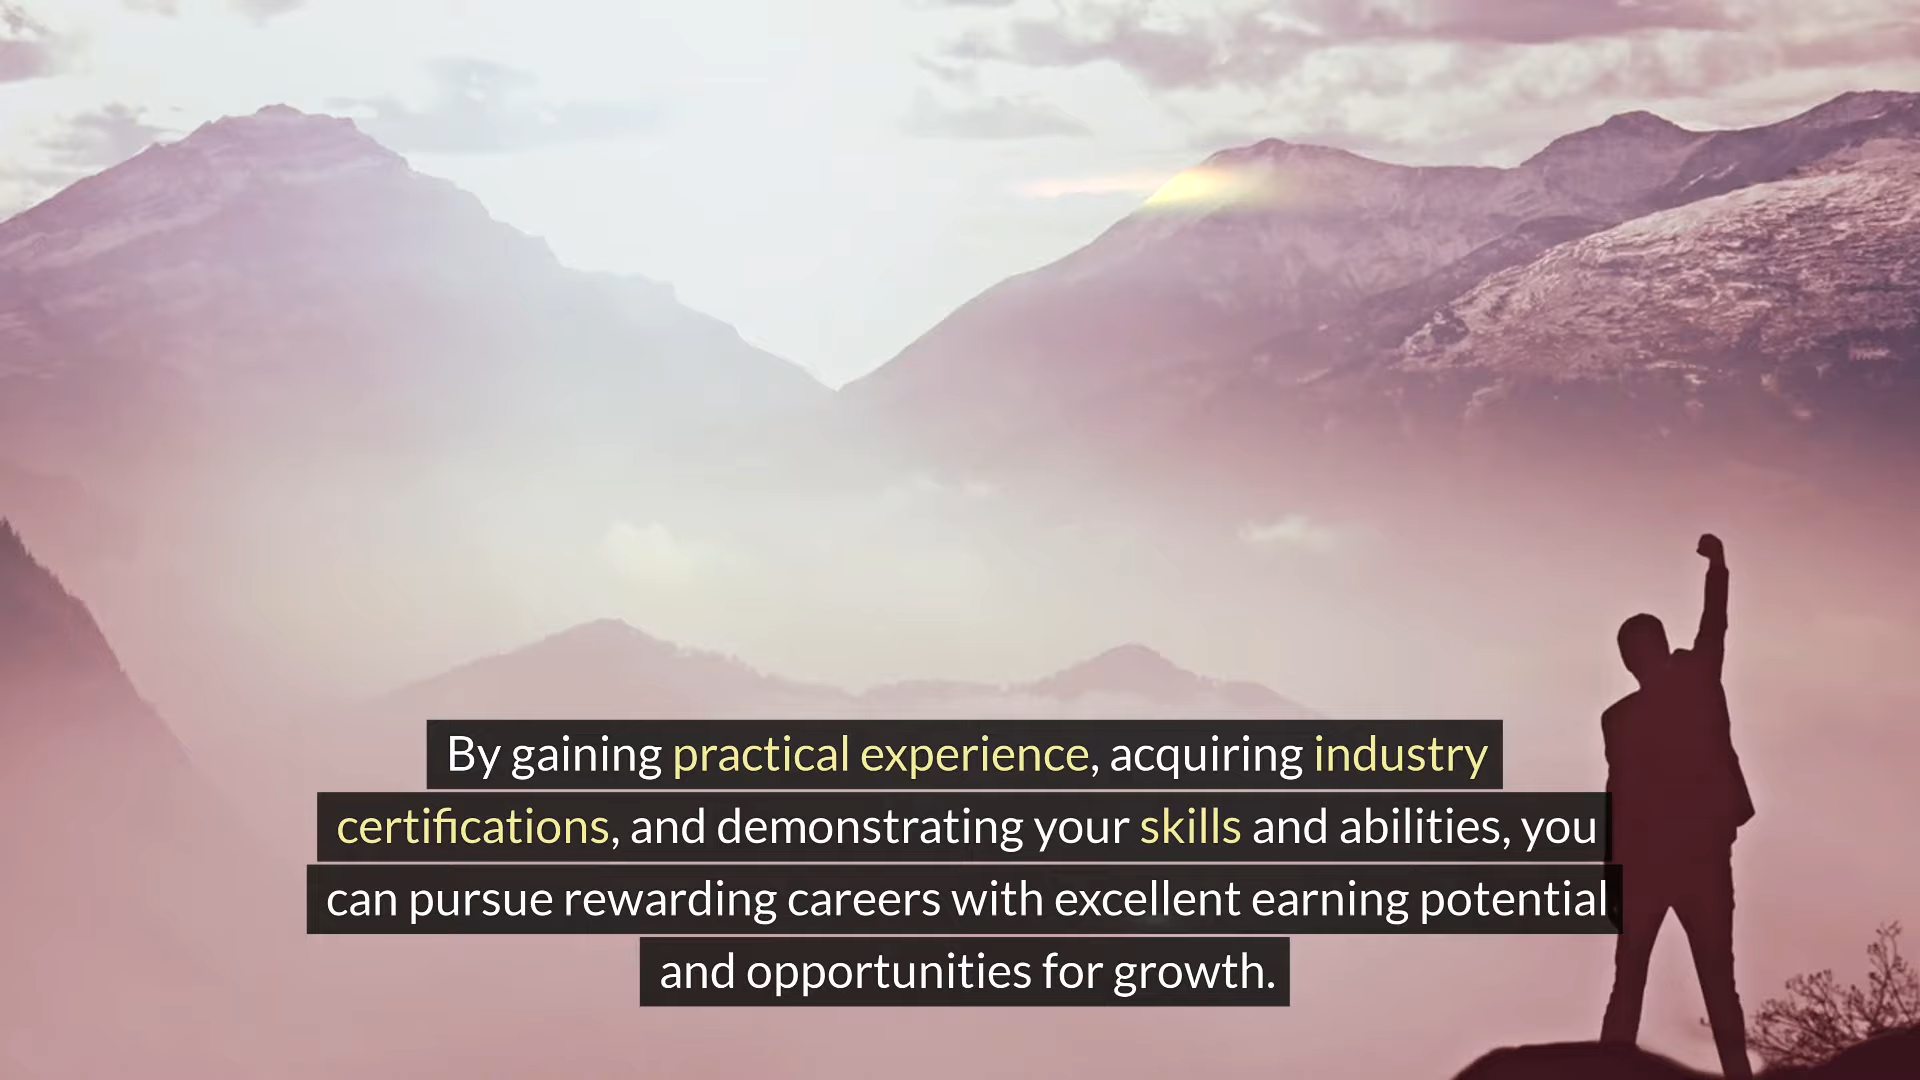 By gaining practical experience, acquiring industry
certifications, and demonstrating your skills and abilities, you
can pursue rewarding careers with excellent earning potential
and opportunities for growth.